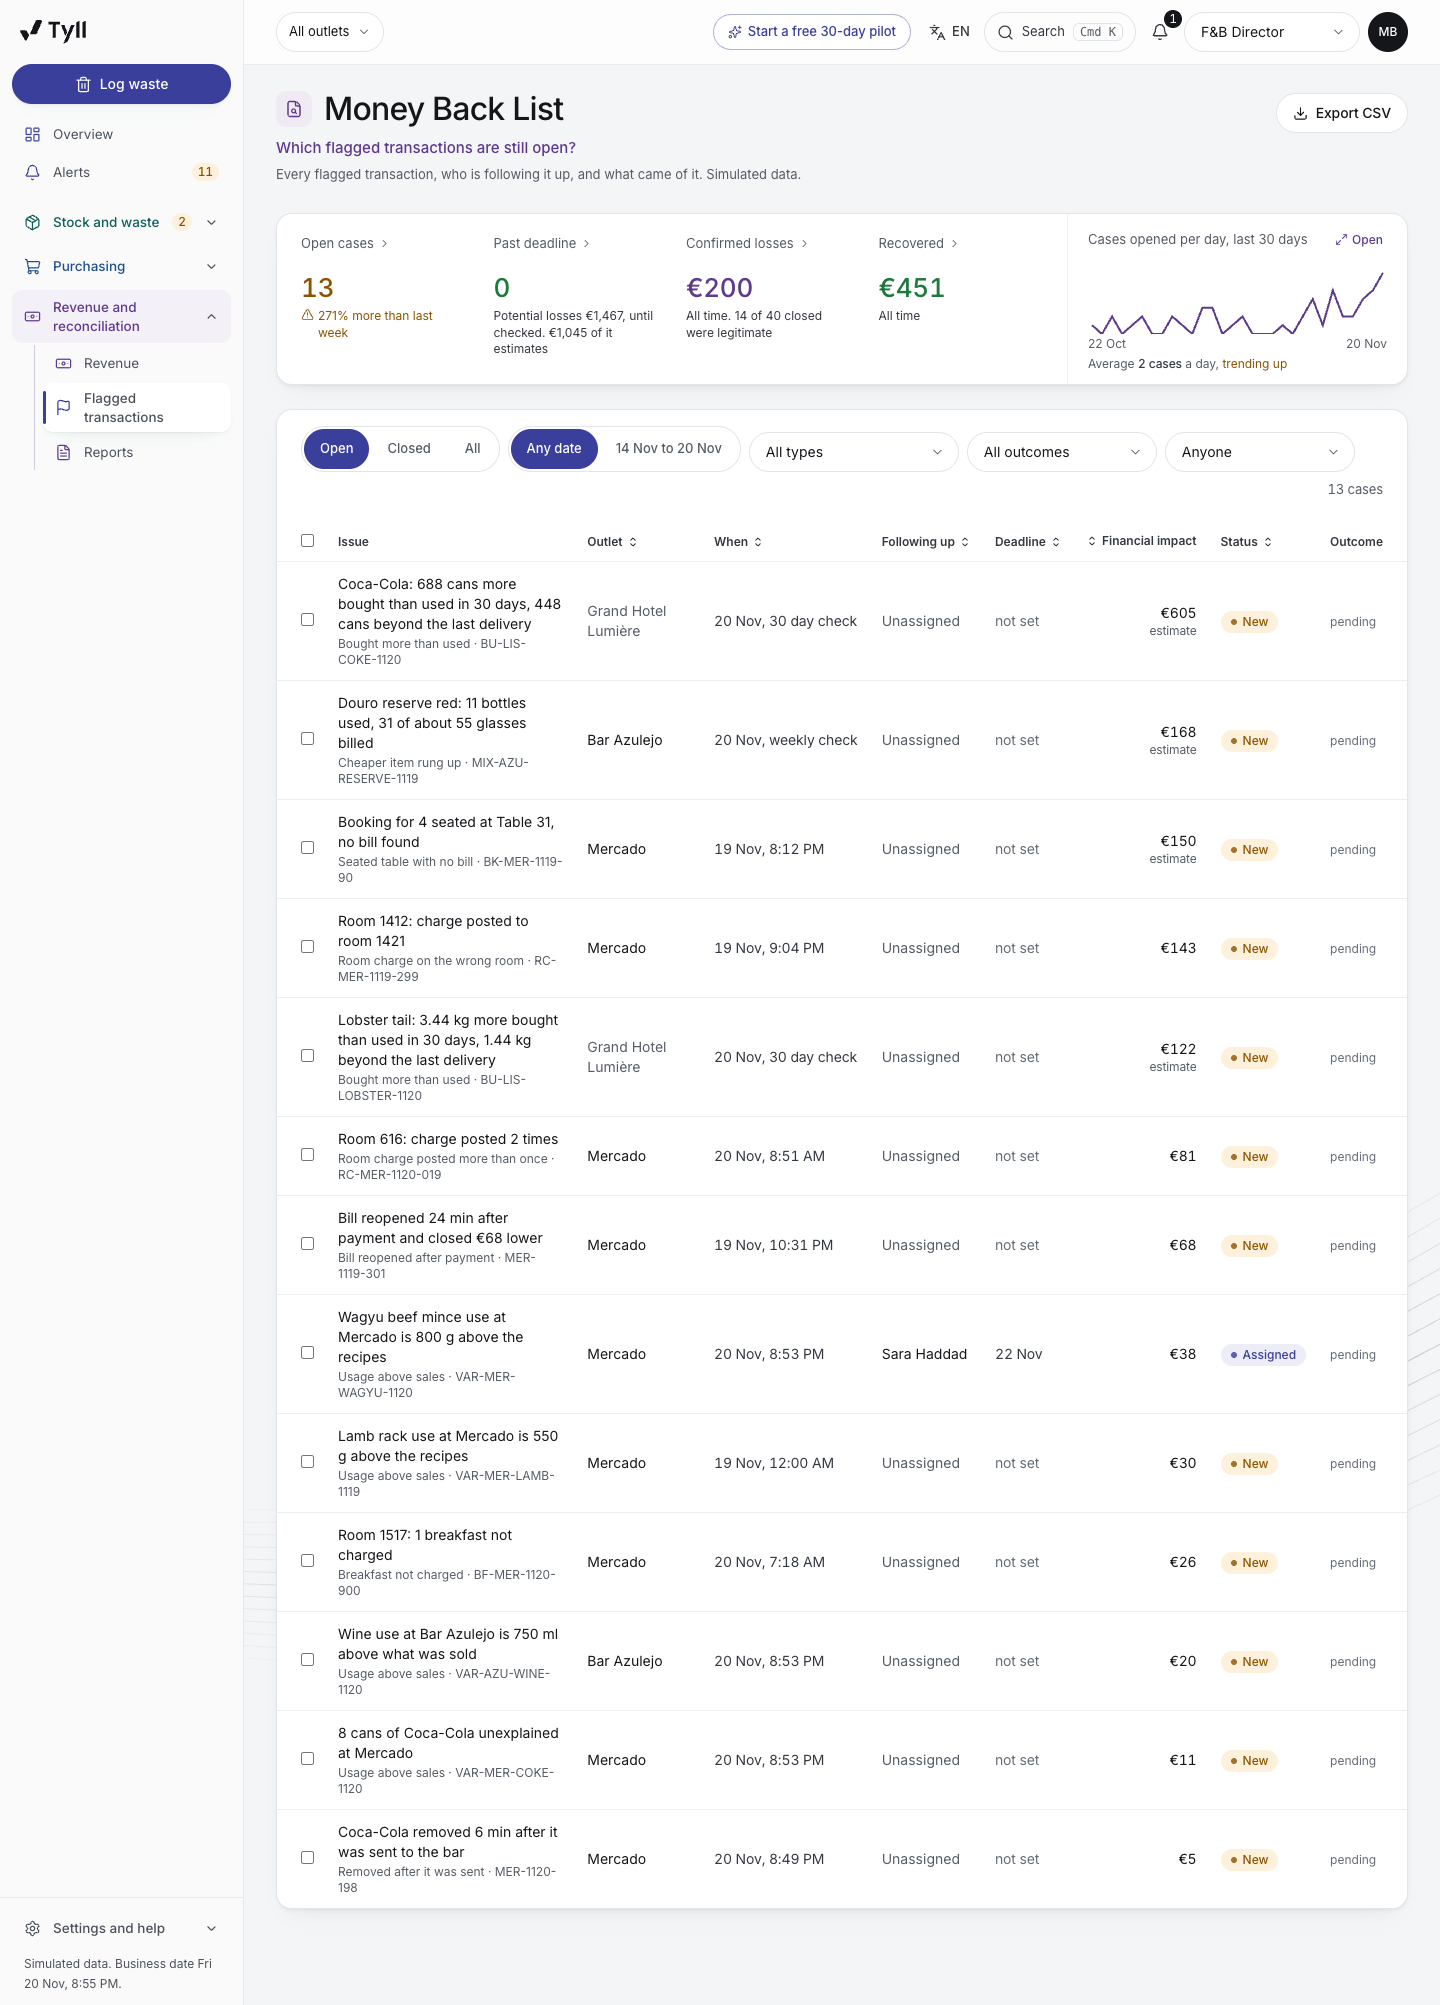 Tyll
Log waste
Overview
Alerts 11
Stock and waste 2
Purchasing
Revenue and
reconciliation
Revenue
Flagged
transactions
Reports
Settings and help
Simulated data. Business date Fri
20 Nov, 8:55 PM.
All outlets
Start a free 30-day pilot
EN
Search Cmd K
1
F&B Director
MB
Money Back List
Export CSV
Which flagged transactions are still open?
Every flagged transaction, who is following it up, and what came of it. Simulated data.
Open cases
13
271% more than last
week
Past deadline
0
Potential losses €1,467, until
checked. €1,045 of it
estimates
Confirmed losses
€200
All time. 14 of 40 closed
were legitimate
Recovered
€451
All time
Cases opened per day, last 30 days Open
22 Oct 20 Nov
Average 2 cases a day, trending up
Open Closed All Any date 14 Nov to 20 Nov All types All outcomes Anyone
13 cases
Issue Outlet When Following up Deadline Financial impact Status Outcome
Coca-Cola: 688 cans more
bought than used in 30 days, 448
cans beyond the last delivery
Bought more than used · BU-LIS-
COKE-1120
Grand Hotel
Lumière
20 Nov, 30 day check Unassigned not set
€605
estimate
New pending
Douro reserve red: 11 bottles
used, 31 of about 55 glasses
billed
Cheaper item rung up · MIX-AZU-
RESERVE-1119
Bar Azulejo 20 Nov, weekly check Unassigned not set
€168
estimate
New pending
Booking for 4 seated at Table 31,
no bill found
Seated table with no bill · BK-MER-1119-
90
Mercado 19 Nov, 8:12 PM Unassigned not set
€150
estimate
New pending
Room 1412: charge posted to
room 1421
Room charge on the wrong room · RC-
MER-1119-299
Mercado 19 Nov, 9:04 PM Unassigned not set €143 New pending
Lobster tail: 3.44 kg more bought
than used in 30 days, 1.44 kg
beyond the last delivery
Bought more than used · BU-LIS-
LOBSTER-1120
Grand Hotel
Lumière
20 Nov, 30 day check Unassigned not set
€122
estimate
New pending
Room 616: charge posted 2 times
Room charge posted more than once ·
RC-MER-1120-019
Mercado 20 Nov, 8:51 AM Unassigned not set €81 New pending
Bill reopened 24 min after
payment and closed €68 lower
Bill reopened after payment · MER-
1119-301
Mercado 19 Nov, 10:31 PM Unassigned not set €68 New pending
Wagyu beef mince use at
Mercado is 800 g above the
recipes
Usage above sales · VAR-MER-
WAGYU-1120
Mercado 20 Nov, 8:53 PM Sara Haddad 22 Nov €38 Assigned pending
Lamb rack use at Mercado is 550
g above the recipes
Usage above sales · VAR-MER-LAMB-
1119
Mercado 19 Nov, 12:00 AM Unassigned not set €30 New pending
Room 1517: 1 breakfast not
charged
Breakfast not charged · BF-MER-1120-
900
Mercado 20 Nov, 7:18 AM Unassigned not set €26 New pending
Wine use at Bar Azulejo is 750 ml
above what was sold
Usage above sales · VAR-AZU-WINE-
1120
Bar Azulejo 20 Nov, 8:53 PM Unassigned not set €20 New pending
8 cans of Coca-Cola unexplained
at Mercado
Usage above sales · VAR-MER-COKE-
1120
Mercado 20 Nov, 8:53 PM Unassigned not set €11 New pending
Coca-Cola removed 6 min after it
was sent to the bar
Removed after it was sent · MER-1120-
198
Mercado 20 Nov, 8:49 PM Unassigned not set €5 New pending